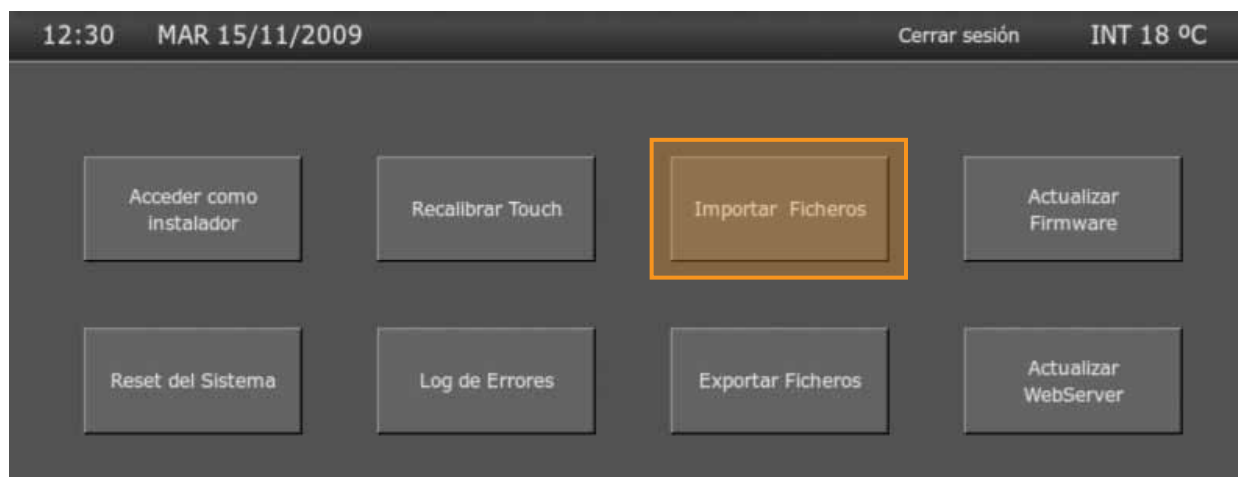 12:30 MAR 15/11/2009 Cerrar sesión INT 18 ºC
Acceder como
instalador
Recalibrar Touch
Importar Ficheros
Actualizar
Firmware
Reset del Sistema
Log de Errores
Exportar Ficheros
Actualizar
WebServer